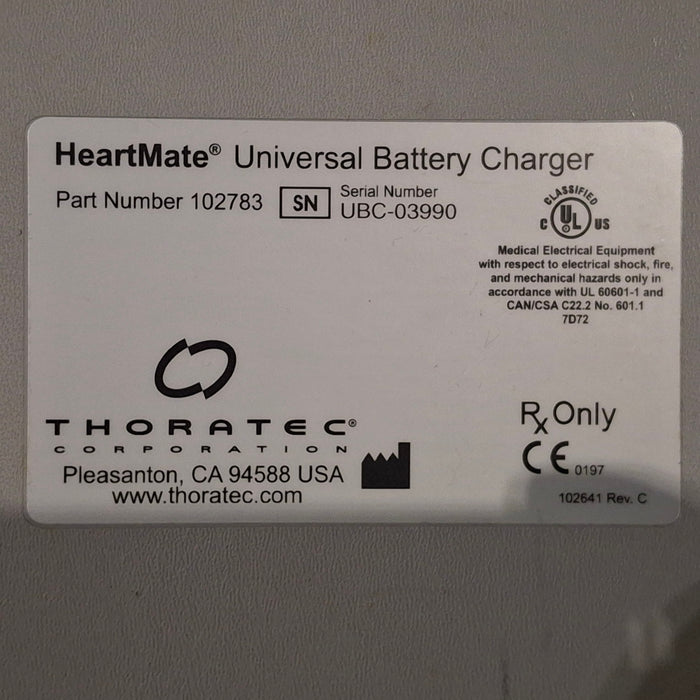 HeartMate® Universal Battery Charger
Part Number 102783 SN Serial Number
UBC-03990
CLASSIFIED
C UL US
Medical Electrical Equipment
with respect to electrical shock, fire,
and mechanical hazards only in
accordance with UL 60601-1 and
CAN/CSA C22.2 No. 601.1
7D72
THORATEC®
CORPORATION
Pleasanton, CA 94588 USA
www.thoratec.com
Rx Only
CE 0197
102641 Rev. C